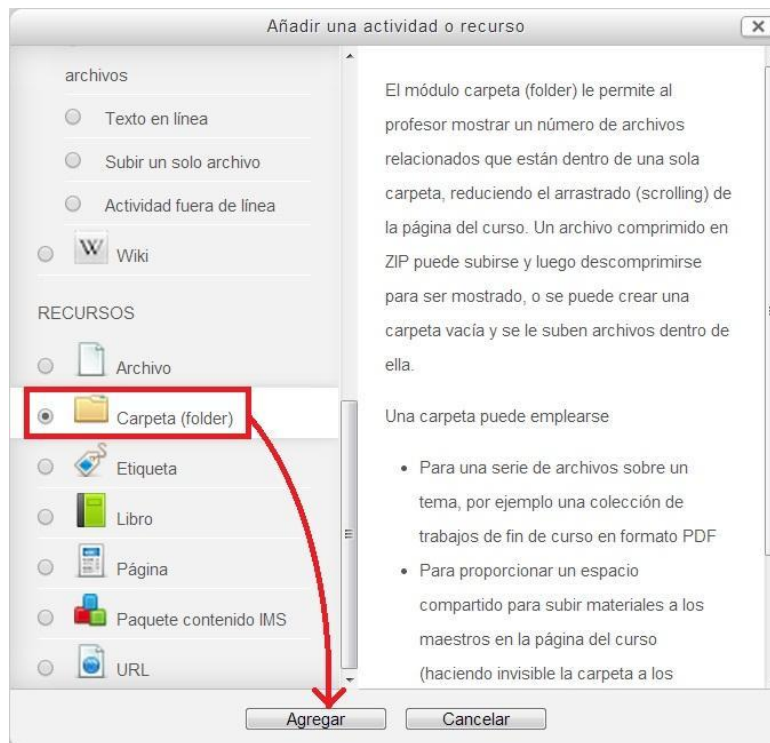 Añadir una actividad o recurso
archivos
Texto en línea
Subir un solo archivo
Actividad fuera de línea
W Wiki
RECURSOS
Archivo
Carpeta (folder)
Etiqueta
Libro
Página
Paquete contenido IMS
URL
El módulo carpeta (folder) le permite al
profesor mostrar un número de archivos
relacionados que están dentro de una sola
carpeta, reduciendo el arrastrado (scrolling) de
la página del curso. Un archivo comprimido en
ZIP puede subirse y luego descomprimirse
para ser mostrado, o se puede crear una
carpeta vacía y se le suben archivos dentro de
ella.
Una carpeta puede emplearse
• Para una serie de archivos sobre un
tema, por ejemplo una colección de
trabajos de fin de curso en formato PDF
• Para proporcionar un espacio
compartido para subir materiales a los
maestros en la página del curso
(haciendo invisible la carpeta a los
Agregar
Cancelar